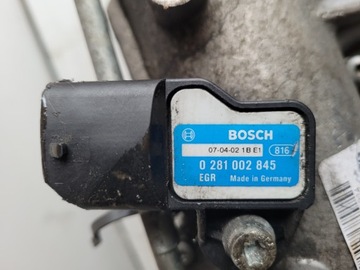 BOSCH
07-04-02 1B E1 816
0 281 002 845
EGR Made in Germany